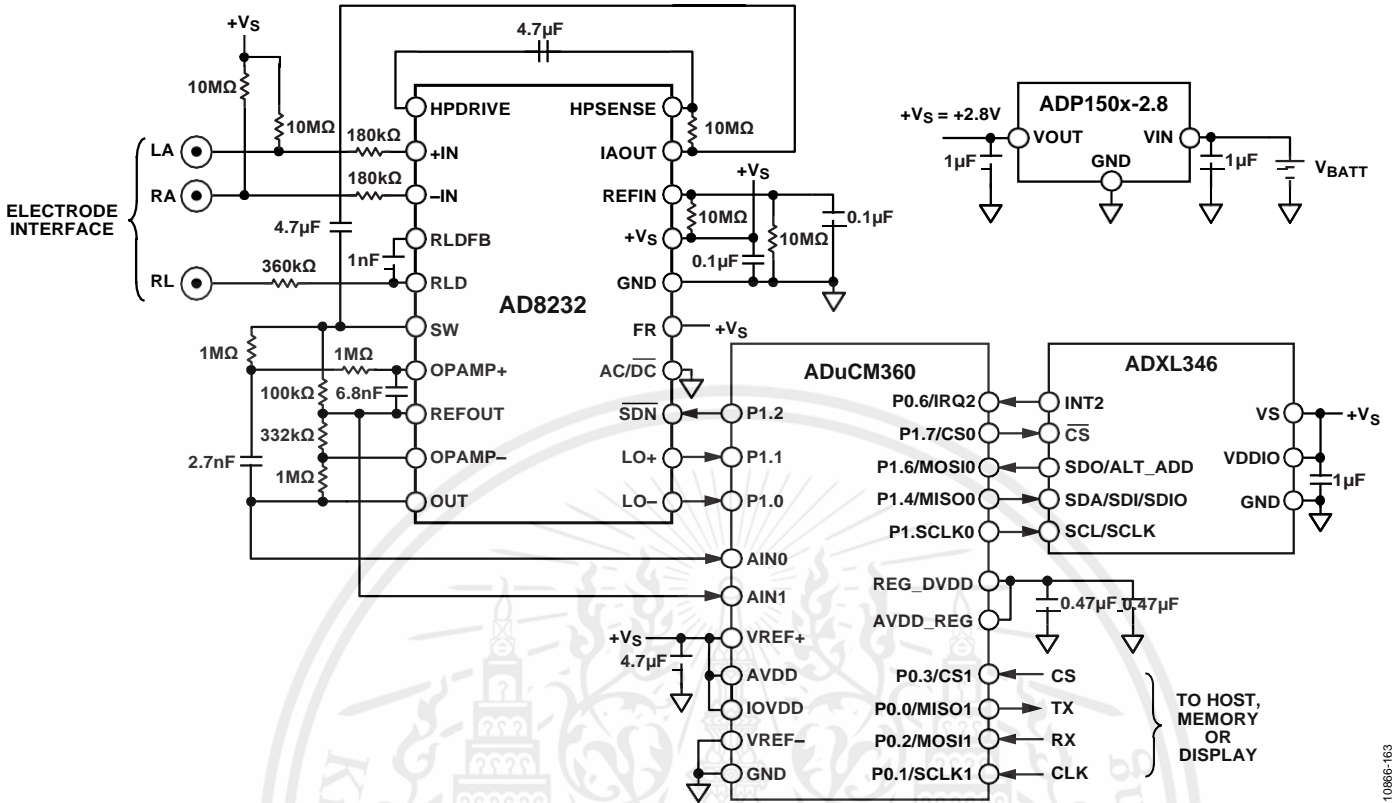 +VS
10MΩ
10MΩ
4.7µF
LA
RA
RL
ELECTRODE
INTERFACE
180kΩ
180kΩ
4.7µF
1nF
360kΩ
HPDRIVE
+IN
–IN
RLDFB
RLD
SW
OPAMP+
REFOUT
OPAMP–
OUT
AD8232
HPSENSE
IAOUT
REFIN
+VS
GND
FR
AC/DC
SDN
LO+
LO–
10MΩ
+VS
10MΩ
10MΩ
0.1µF
0.1µF
+VS
1MΩ
1MΩ
100kΩ
6.8nF
332kΩ
2.7nF
1MΩ
ADP150x-2.8
+VS = +2.8V
VOUT
VIN
GND
1µF
1µF
VBATT
ADuCM360
P1.2
P1.1
P1.0
AIN0
AIN1
VREF+
AVDD
IOVDD
VREF–
GND
+VS
4.7µF
P0.6/IRQ2
P1.7/CS0
P1.6/MOSI0
P1.4/MISO0
P1.SCLK0
REG_DVDD
AVDD_REG
P0.3/CS1
P0.0/MISO1
P0.2/MOSI1
P0.1/SCLK1
0.47µF
0.47µF
CS
TX
RX
CLK
TO HOST,
MEMORY
OR
DISPLAY
ADXL346
INT2
CS
SDO/ALT_ADD
SDA/SDI/SDIO
SCL/SCLK
VS
VDDIO
GND
+VS
1µF
10866-163